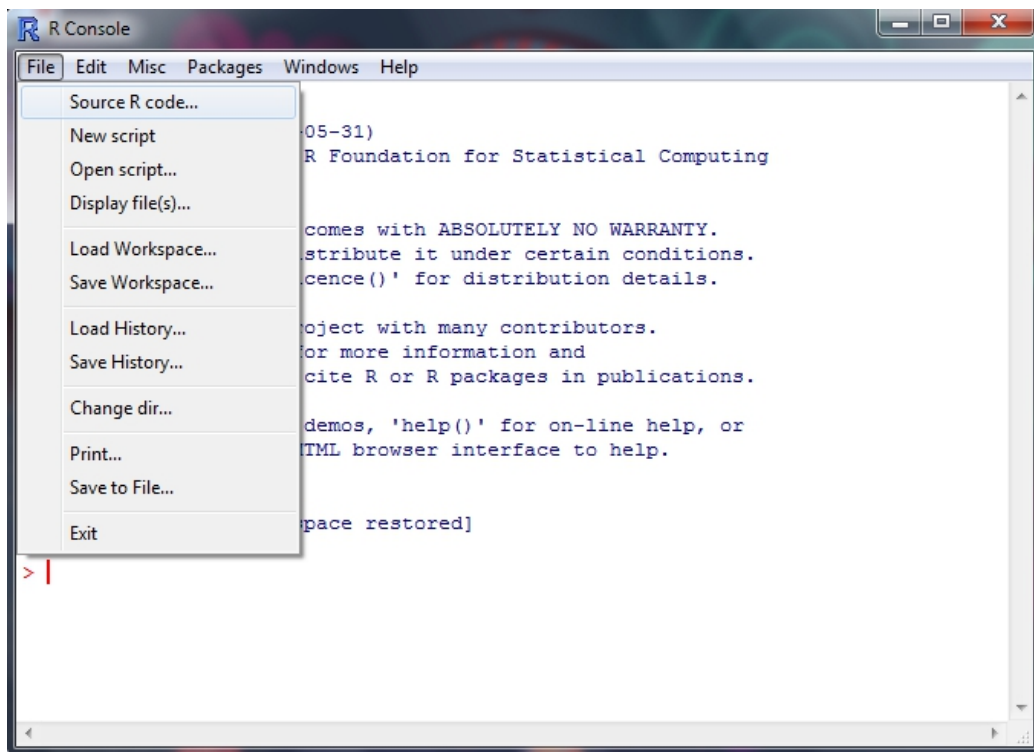 R Console
File Edit Misc Packages Windows Help
Source R code...
New script
Open script...
Display file(s)...
Load Workspace...
Save Workspace...
Load History...
Save History...
Change dir...
Print...
Save to File...
Exit
05-31)
R Foundation for Statistical Computing
comes with ABSOLUTELY NO WARRANTY.
stribute it under certain conditions.
cence()' for distribution details.
oject with many contributors.
for more information and
cite R or R packages in publications.
demos, 'help()' for on-line help, or
TML browser interface to help.
pace restored]
>